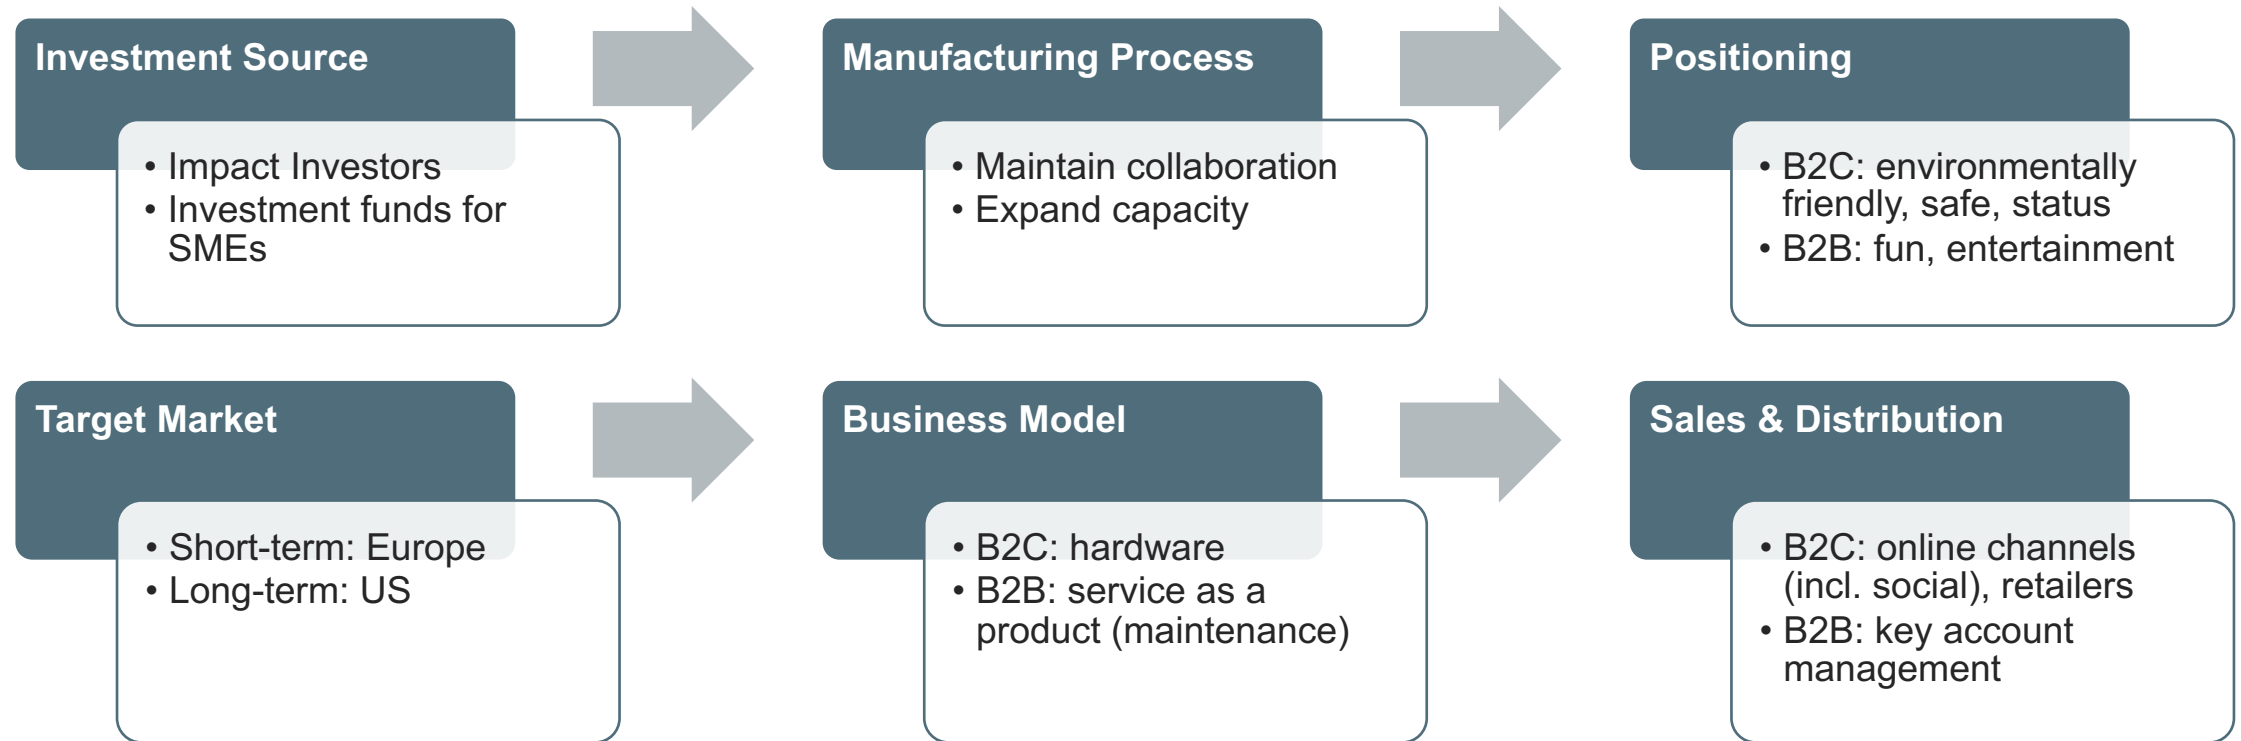 Investment Source
• Impact Investors
• Investment funds for
SMEs
Manufacturing Process
• Maintain collaboration
• Expand capacity
Positioning
• B2C: environmentally
friendly, safe, status
• B2B: fun, entertainment
Target Market
• Short-term: Europe
• Long-term: US
Business Model
• B2C: hardware
• B2B: service as a
product (maintenance)
Sales & Distribution
• B2C: online channels
(incl. social), retailers
• B2B: key account
management